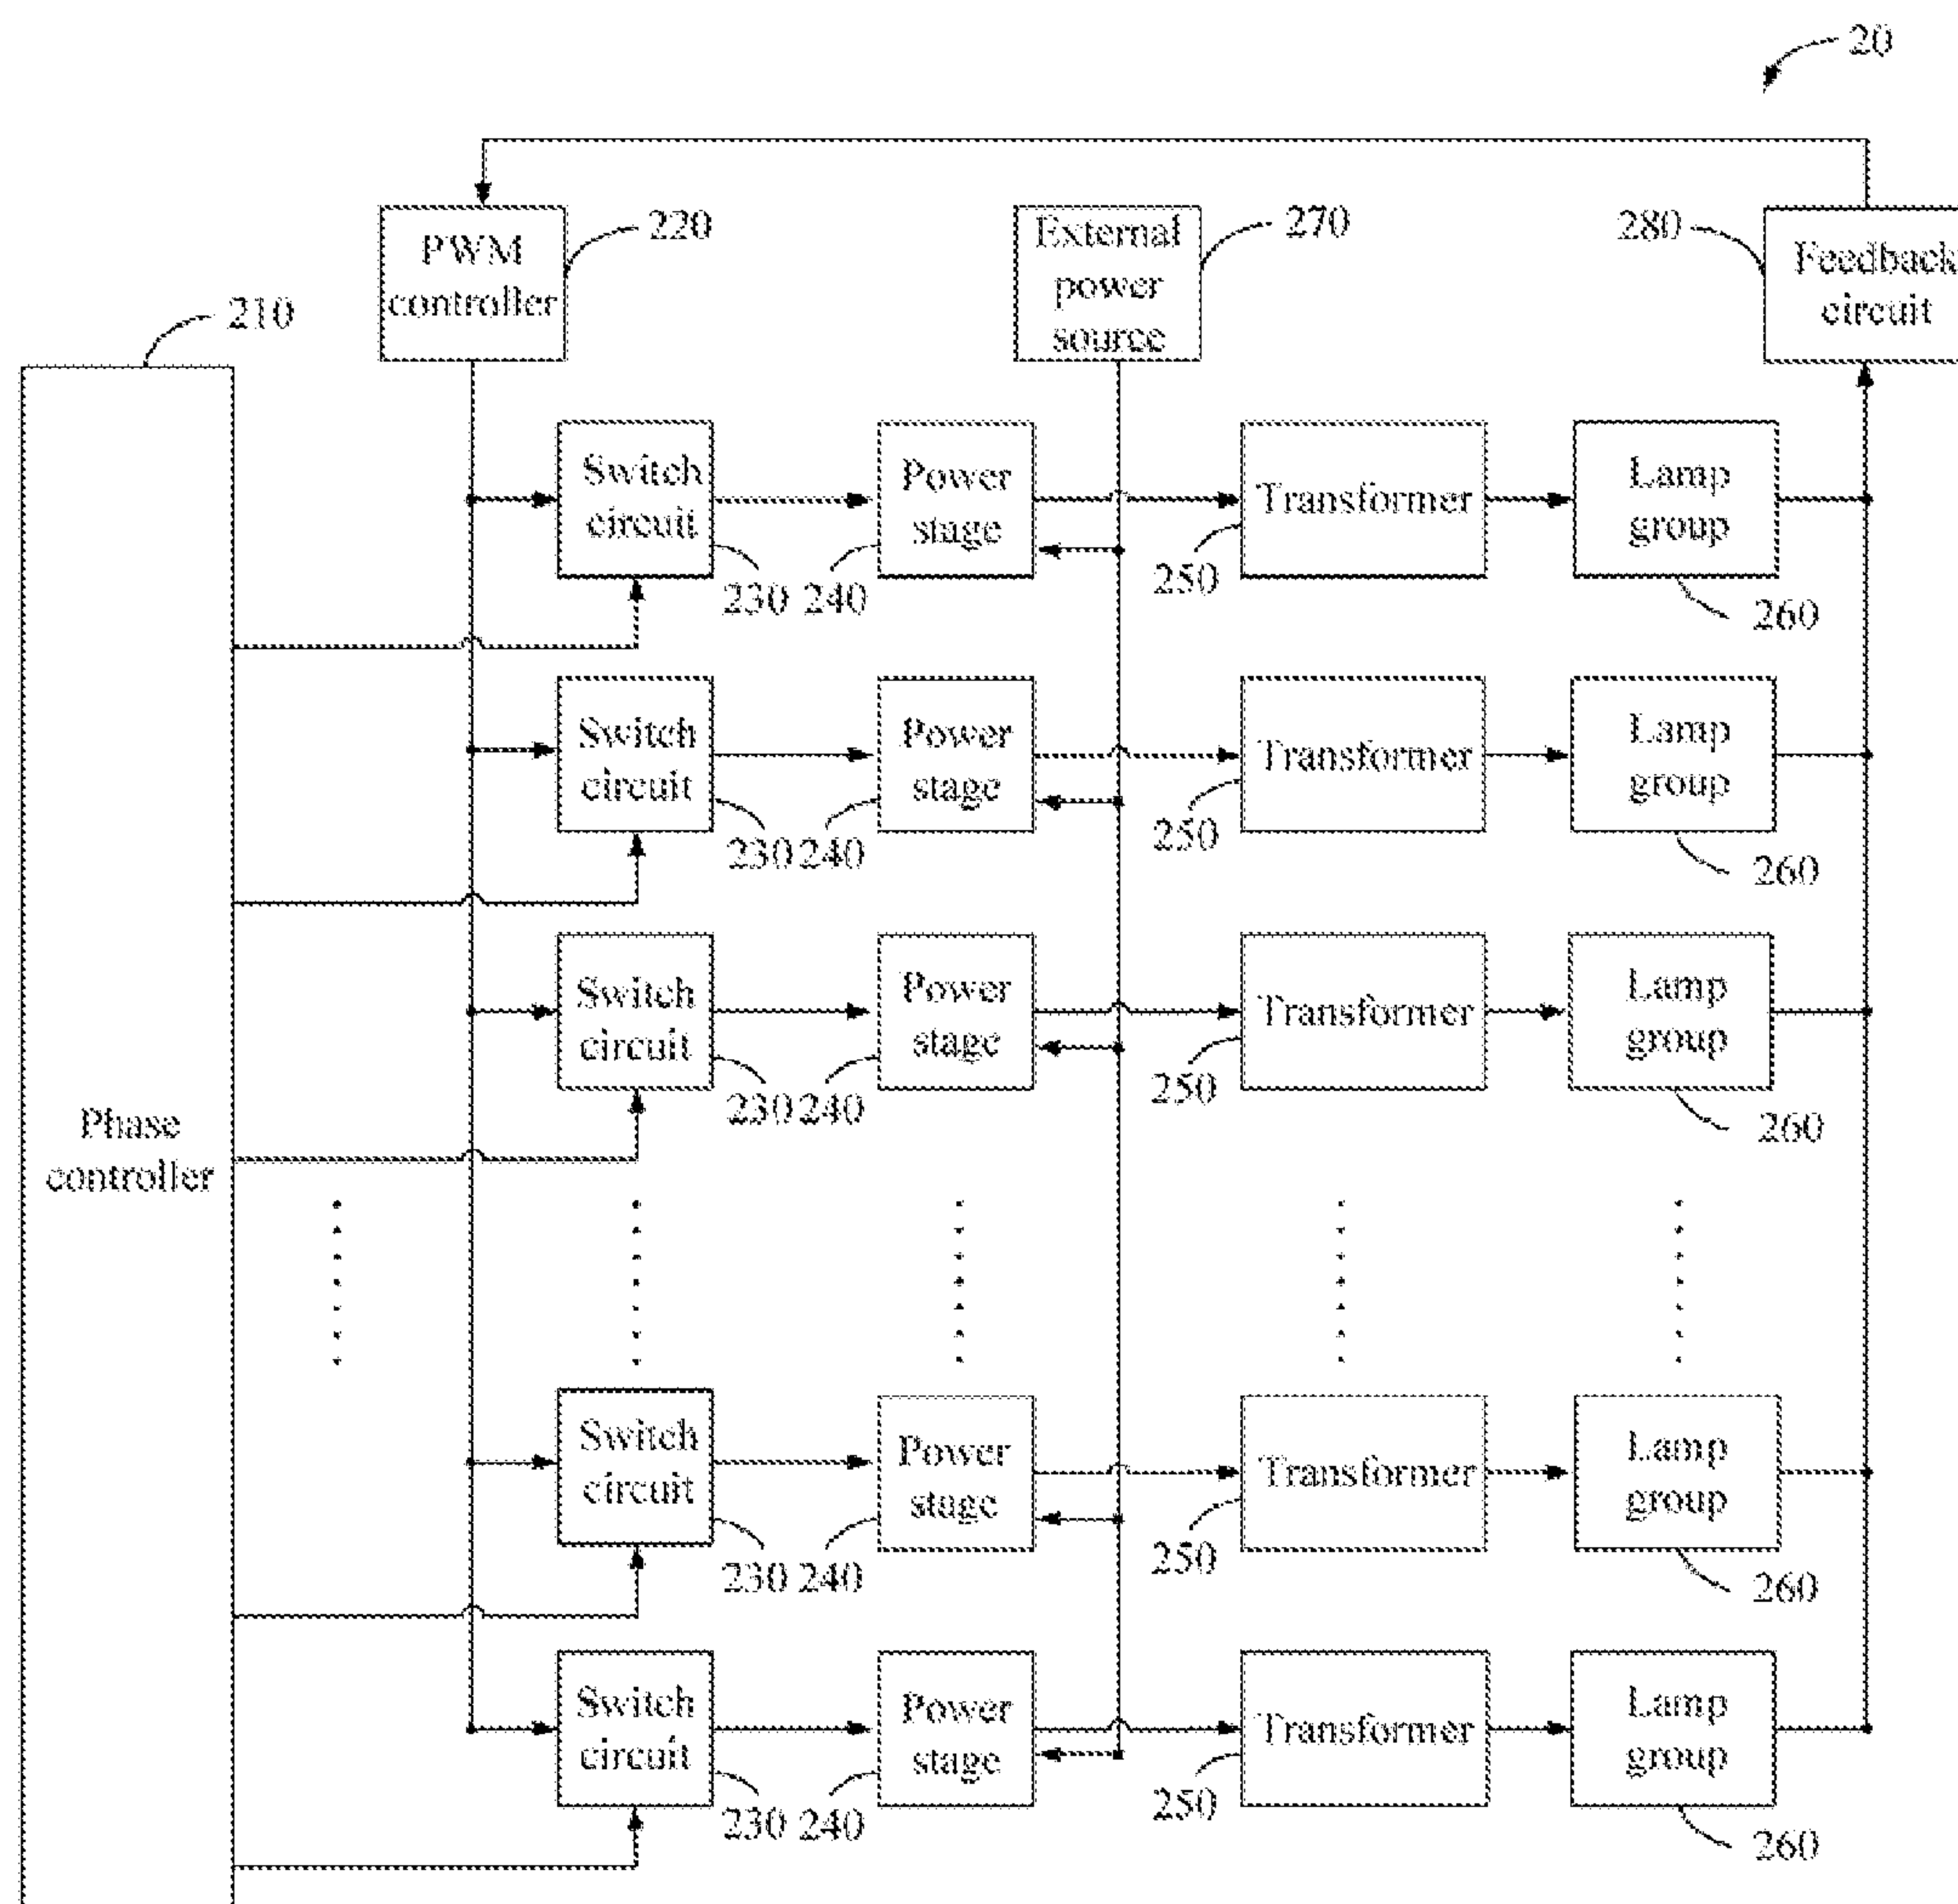 20
PWM
controller
220
External
power
source
270
280
Feedback
circuit
210
Phase
controller
Switch
circuit
230
Power
stage
240
Transformer
250
Lamp
group
260
Switch
circuit
230
Power
stage
240
Transformer
250
Lamp
group
260
Switch
circuit
230
Power
stage
240
Transformer
250
Lamp
group
260
Switch
circuit
230
Power
stage
240
Transformer
250
Lamp
group
260
Switch
circuit
230
Power
stage
240
Transformer
250
Lamp
group
260